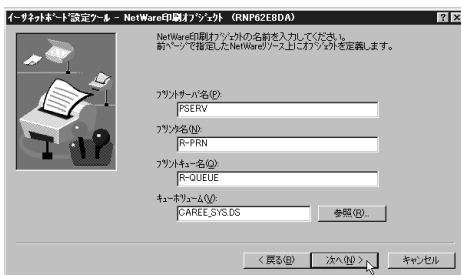 イーサネットボード設定ツール - NetWare印刷オブジェクト (RNP62E8DA)
NetWare印刷オブジェクトの名前を入力してください。
前ページで指定したNetWareリソース上にオブジェクトを定義します。
プリントサーバ名(P):
PSERV
プリンタ名(N):
R-PRN
プリントキュー名(Q):
R-QUEUE
キューボリューム(V):
CAREE_SYS.DS
参照(R)...
< 戻る(B)
次へ(N) >
キャンセル